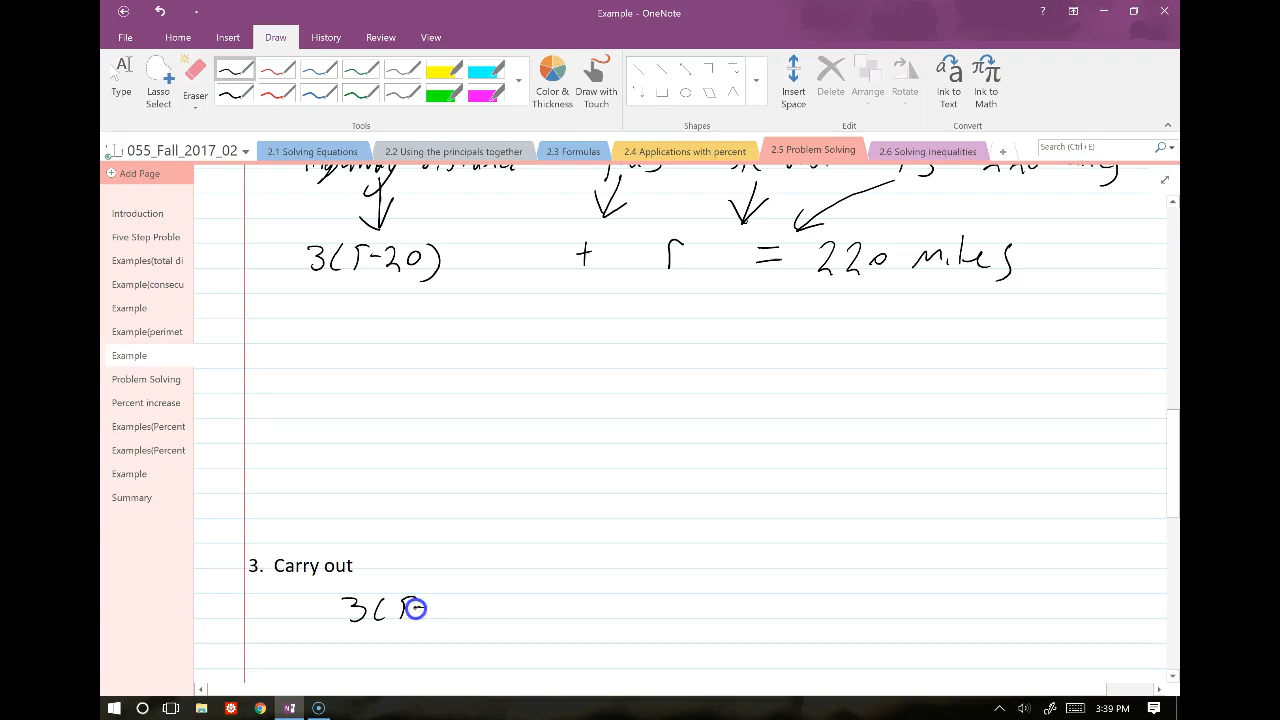 Example - OneNote
?
File Home Insert Draw History Review View
Type
Lasso Select
Eraser
Color & Thickness
Draw with Touch
Insert Space
Delete
Arrange
Rotate
Ink to Text
Ink to Math
Tools Shapes Edit Convert
055_Fall_2017_02 2.1 Solving Equations 2.2 Using the principals together 2.3 Formulas 2.4 Applications with percent 2.5 Problem Solving 2.6 Solving inequalities + Search (Ctrl+E)
Add Page
Introduction
Five Step Proble
Examples(total di
Example(consecu
Example
Example(perimet
Example
Problem Solving
Percent increase
Examples(Percent
Examples(Percent
Example
Summary
3(r-20) + r = 220 miles
3. Carry out
3(r-
3:39 PM